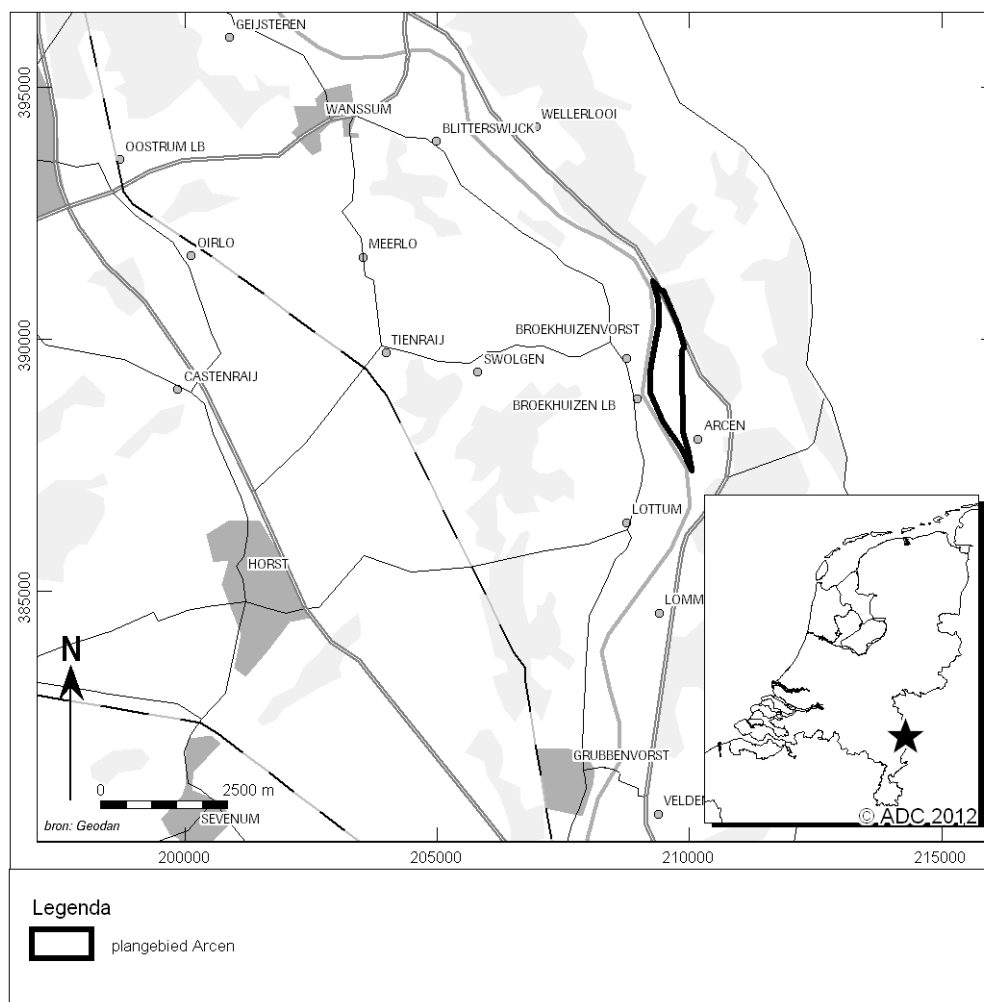 GEIJSTEREN
395000
WANSSUM
WELLERLOOI
BLITTERSWIJCK
OOSTRUM LB
OIRLO
MEERLO
BROEKHUIZENVORST
390000
TIENRAIJ
SWOLGEN
CASTENRAIJ
BROEKHUIZEN LB
ARCEN
LOTTUM
HORST
385000
LOMM
N
GRUBBENVORST
0 2500 m
VELDEN
SEVENUM
bron: Geodan
© ADC 2012
200000 205000 210000 215000
Legenda
plangebied Arcen